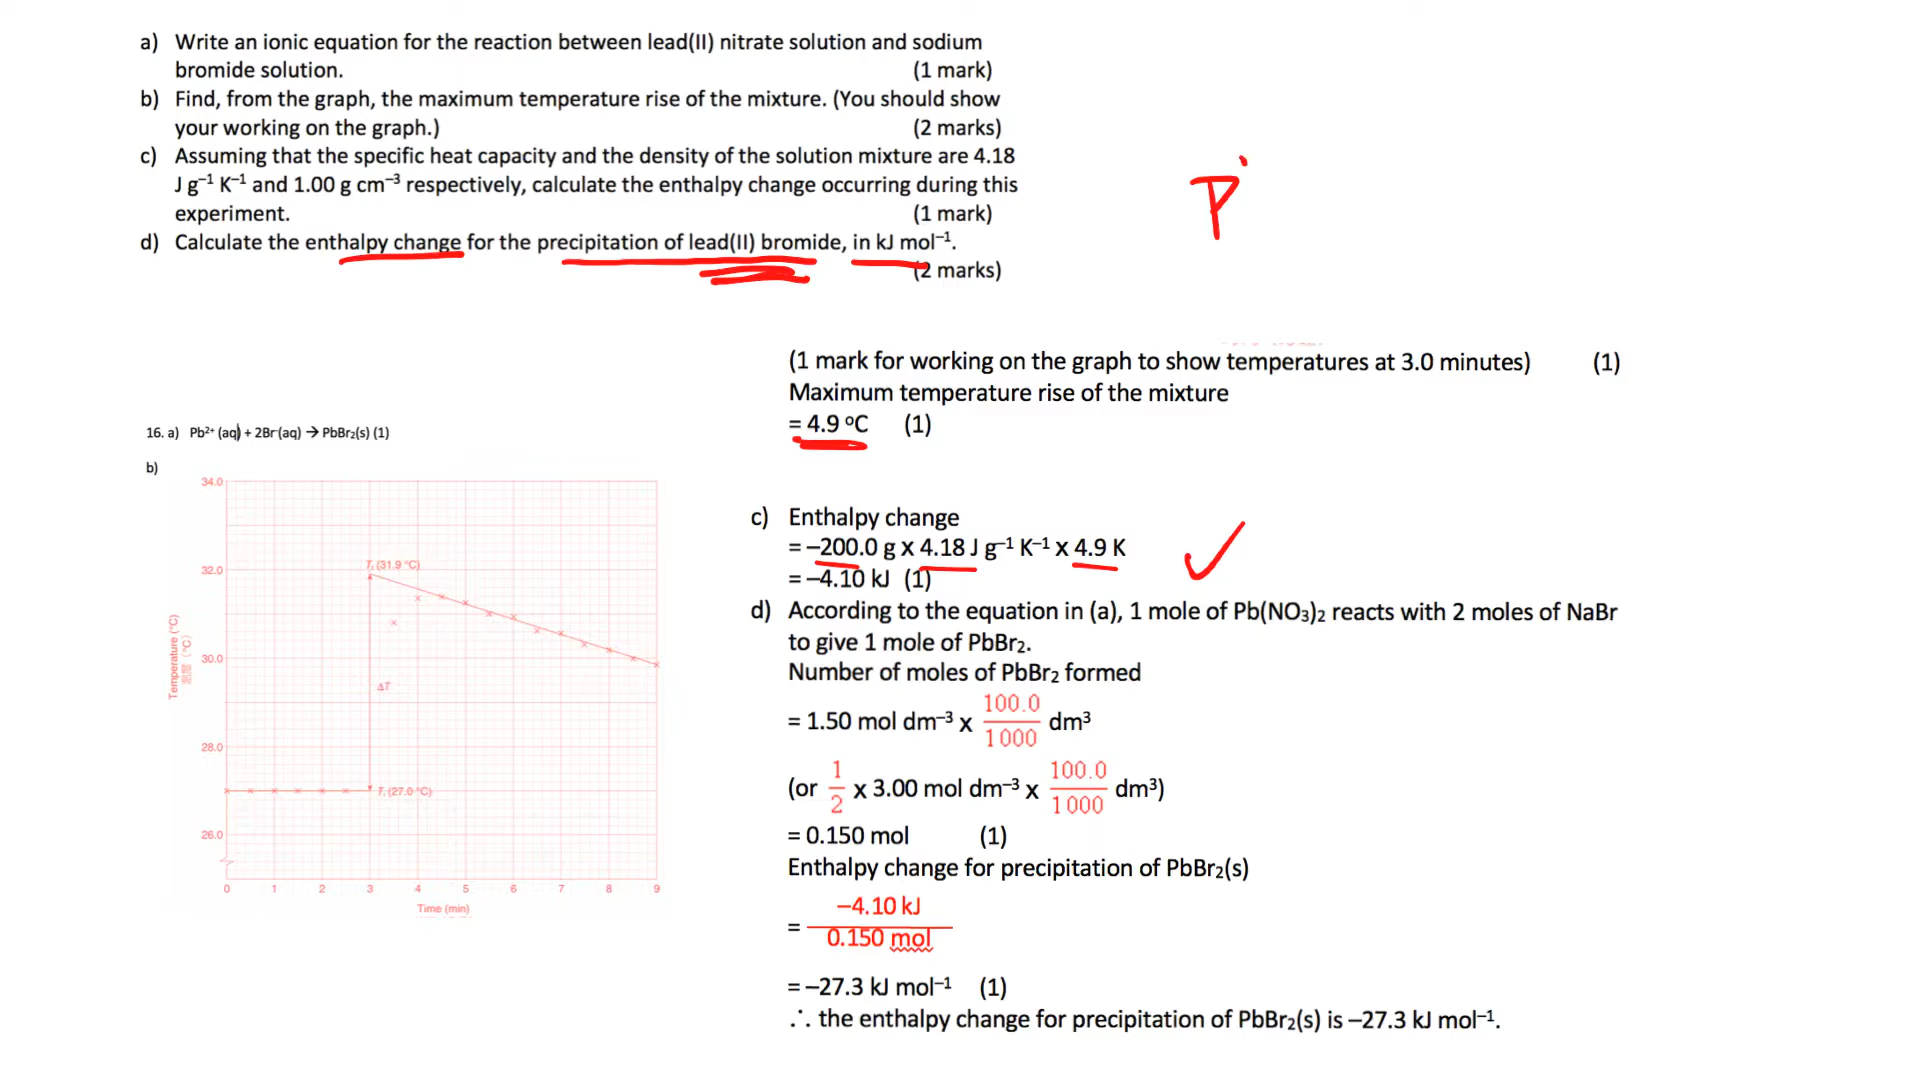 a) Write an ionic equation for the reaction between lead(II) nitrate solution and sodium
bromide solution. (1 mark)
b) Find, from the graph, the maximum temperature rise of the mixture. (You should show
your working on the graph.) (2 marks)
c) Assuming that the specific heat capacity and the density of the solution mixture are 4.18
J g⁻¹ K⁻¹ and 1.00 g cm⁻³ respectively, calculate the enthalpy change occurring during this
experiment. (1 mark)
d) Calculate the enthalpy change for the precipitation of lead(II) bromide, in kJ mol⁻¹.
(2 marks)
P
(1 mark for working on the graph to show temperatures at 3.0 minutes) (1)
Maximum temperature rise of the mixture
= 4.9 °C (1)
16. a) Pb²⁺ (aq) + 2Br⁻(aq) → PbBr₂(s) (1)
b)
34.0
32.0
30.0
28.0
26.0
Temperature (°C)
温度 (°C)
T, (31.9 °C)
ΔT
T, (27.0 °C)
0 1 2 3 4 5 6 7 8 9
Time (min)
c) Enthalpy change
= –200.0 g x 4.18 J g⁻¹ K⁻¹ x 4.9 K
= –4.10 kJ (1)
d) According to the equation in (a), 1 mole of Pb(NO₃)₂ reacts with 2 moles of NaBr
to give 1 mole of PbBr₂.
Number of moles of PbBr₂ formed
= 1.50 mol dm⁻³ x 100.0/1000 dm³
(or 1/2 x 3.00 mol dm⁻³ x 100.0/1000 dm³)
= 0.150 mol (1)
Enthalpy change for precipitation of PbBr₂(s)
= –4.10 kJ/0.150 mol
= –27.3 kJ mol⁻¹ (1)
∴ the enthalpy change for precipitation of PbBr₂(s) is –27.3 kJ mol⁻¹.